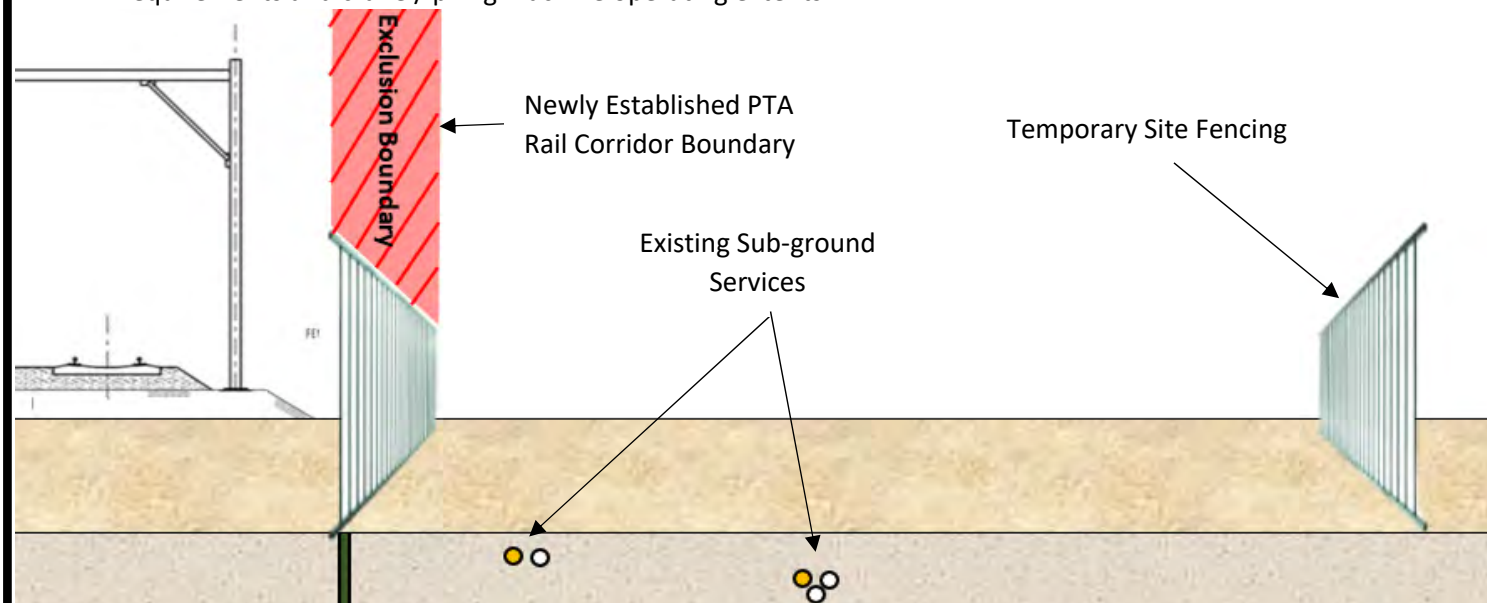 Exclusion Boundary
Newly Established PTA
Rail Corridor Boundary
Temporary Site Fencing
Existing Sub-ground
Services